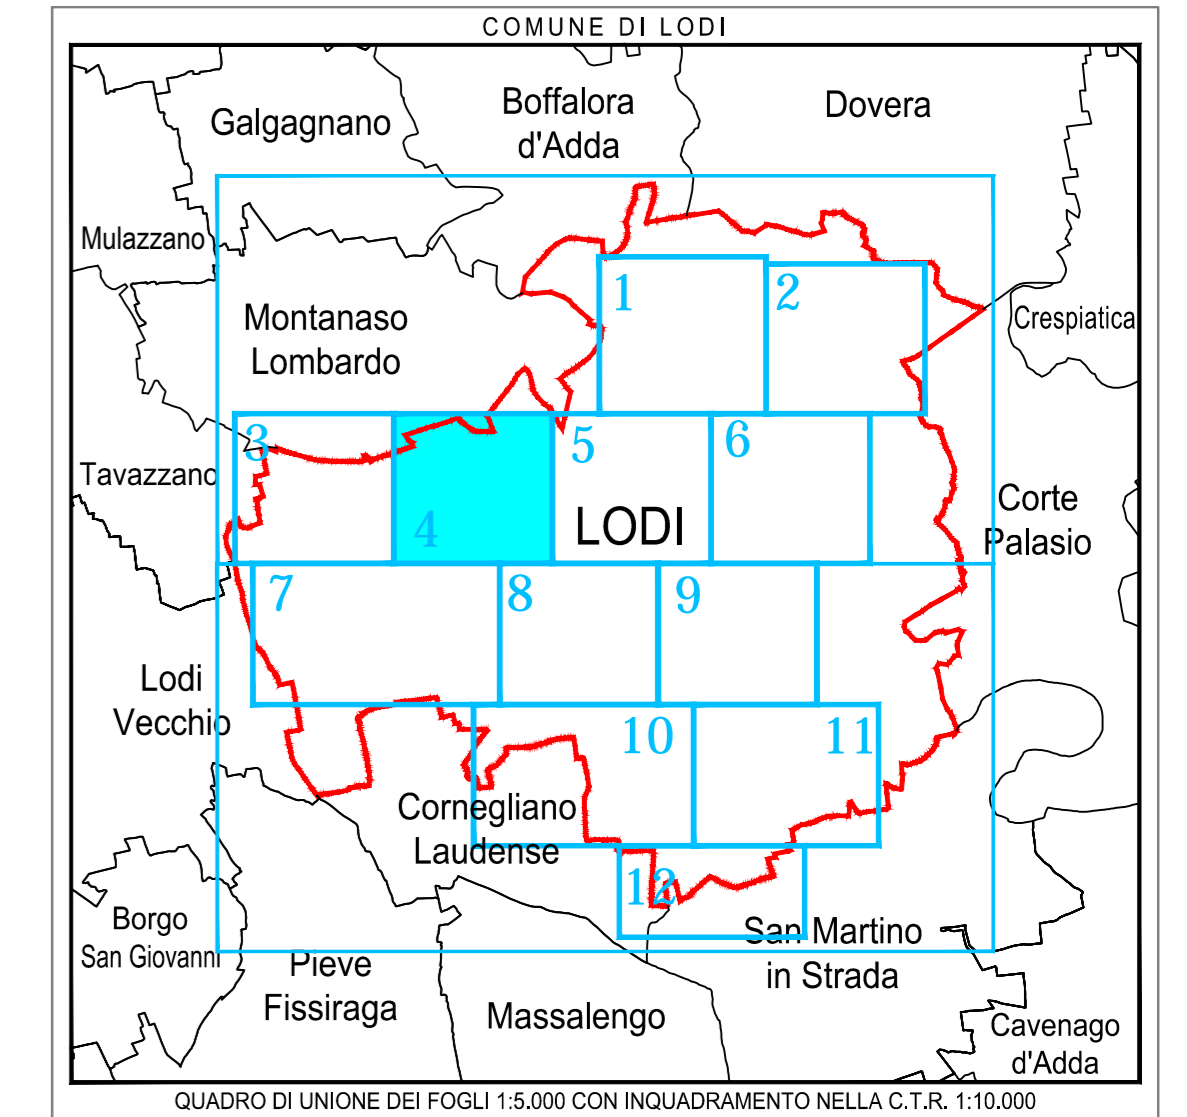 COMUNE DI LODI
Galgagnano
Boffalora
d'Adda
Dovera
Mulazzano
Montanaso
Lombardo
1
2
Crespiatica
3
4
5
6
Tavazzano
LODI
Corte
Palasio
7
8
9
Lodi
Vecchio
10
11
Cornegliano
Laudense
12
Borgo
San Giovanni
Pieve
Fissiraga
Massalengo
San Martino
in Strada
Cavenago
d'Adda
QUADRO DI UNIONE DEI FOGLI 1:5.000 CON INQUADRAMENTO NELLA C.T.R. 1:10.000